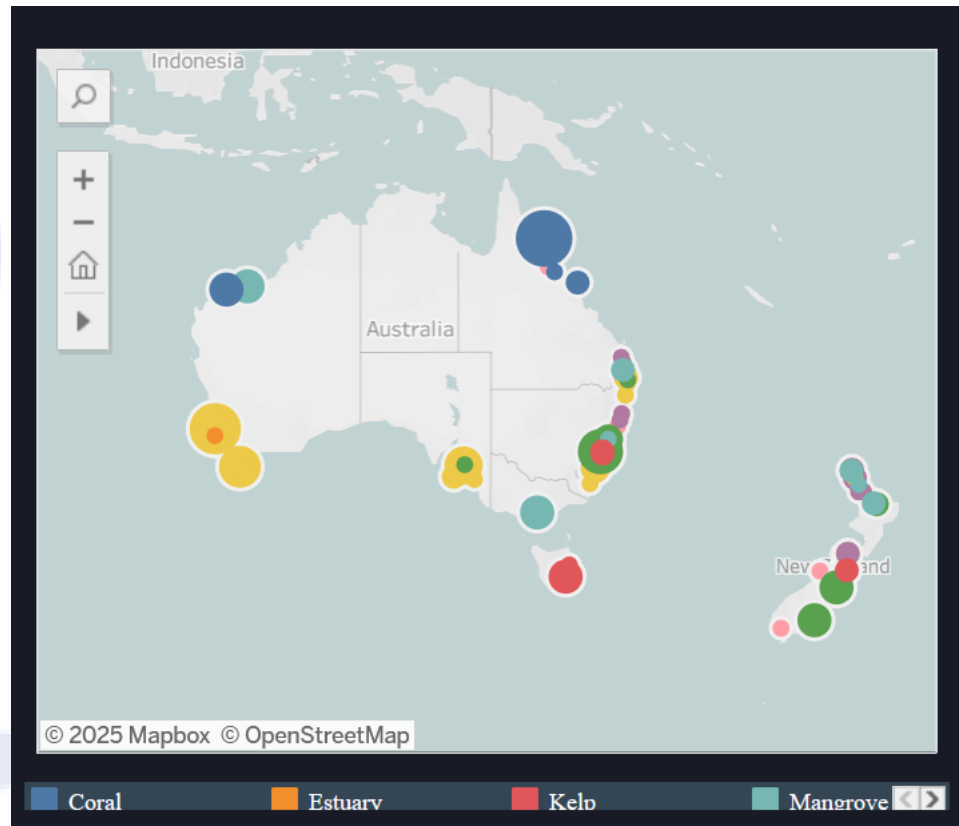 Indonesia
Australia
New Zealand
© 2025 Mapbox © OpenStreetMap
Coral
Estuary
Kelp
Mangrove